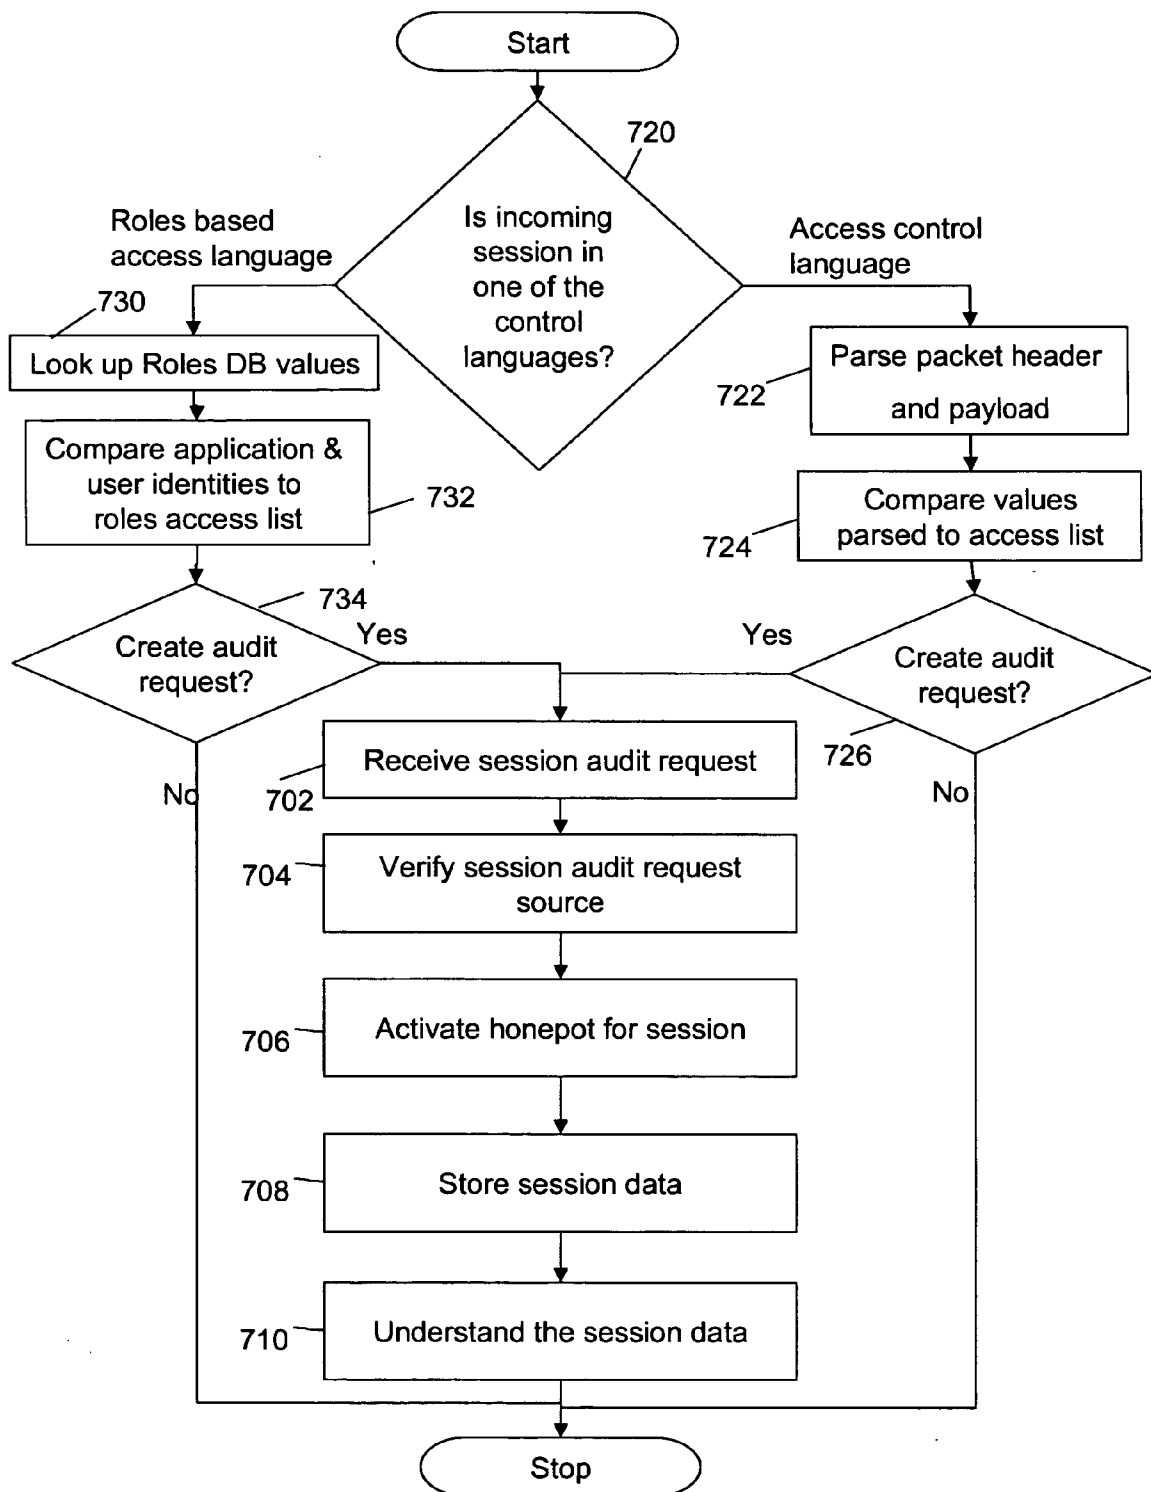 Start
720
Is incoming
session in
one of the
control
languages?
Roles based
access language
Access control
language
730
Look up Roles DB values
Parse packet header
and payload
722
Compare application &
user identities to
roles access list
732
Compare values
parsed to access list
724
734
Create audit
request?
Yes
Yes
Create audit
request?
726
No
No
Receive session audit request
702
Verify session audit request
source
704
Activate honepot for session
706
Store session data
708
Understand the session data
710
Stop